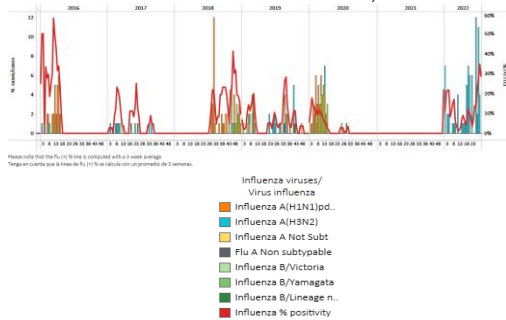 2016 2017 2018 2019 2020 2022
N. cases/casos
12
10
8
6
4
2
0
60%
50%
40%
30%
20%
10%
0%
Please note that the flu (+) % line is computed with a 3-week average.
Tenga en cuenta que la linea de flu (+) % se calcula con un promedio de 3 semanas.
Influenza viruses/
Virus influenza
Influenza A(H1N1)pd..
Influenza A(H3N2)
Influenza A Not Subt
Flu A Non subtypable
Influenza B/Victoria
Influenza B/Yamagata
Influenza B/Lineage n..
Influenza % positivity